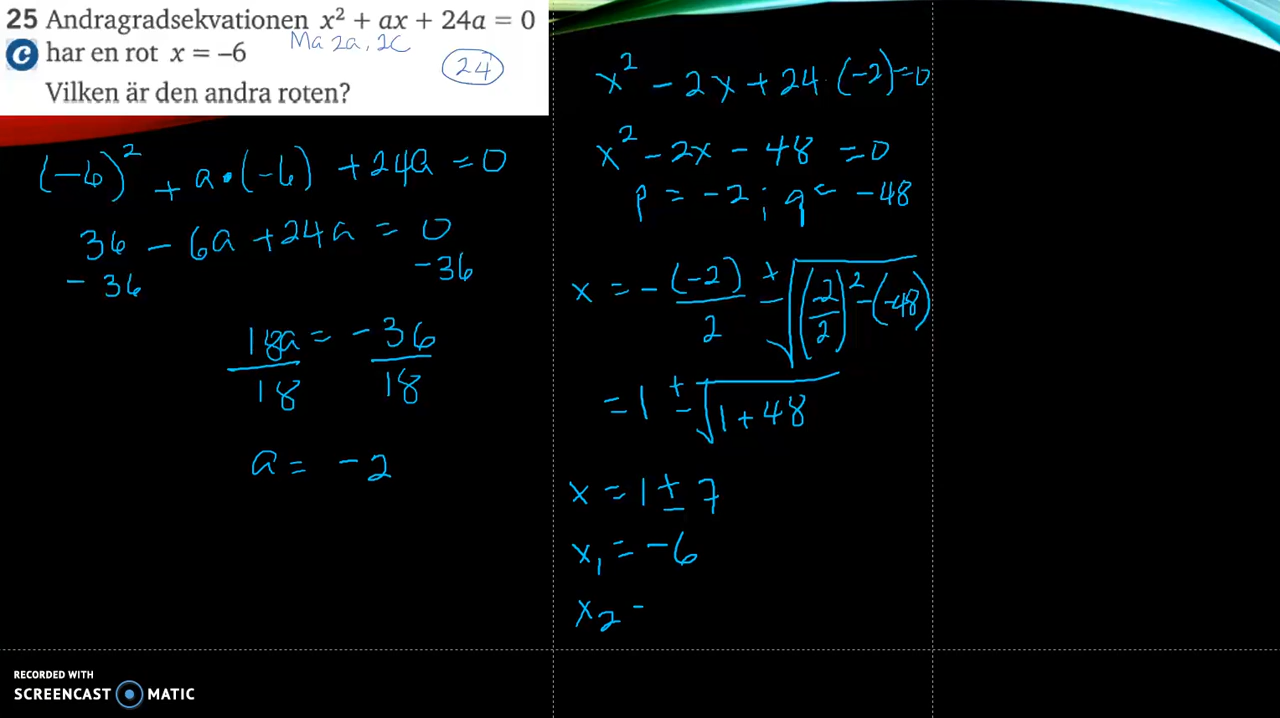 25 Andragradsekvationen x² + ax + 24a = 0
C har en rot x = –6
Ma 2a, 2C
24
Vilken är den andra roten?
(-6)² + a·(-6) + 24a = 0
36 - 6a + 24a = 0
-36 -36
18a = -36
18 18
a = -2
x² - 2x + 24·(-2) = 0
x² - 2x - 48 = 0
p = -2 ; q = -48
x = -(-2)/2 ± √((-2/2)² - (-48))
= 1 ± √(1 + 48)
x = 1 ± 7
x₁ = -6
x₂ -
RECORDED WITH
SCREENCAST MATIC